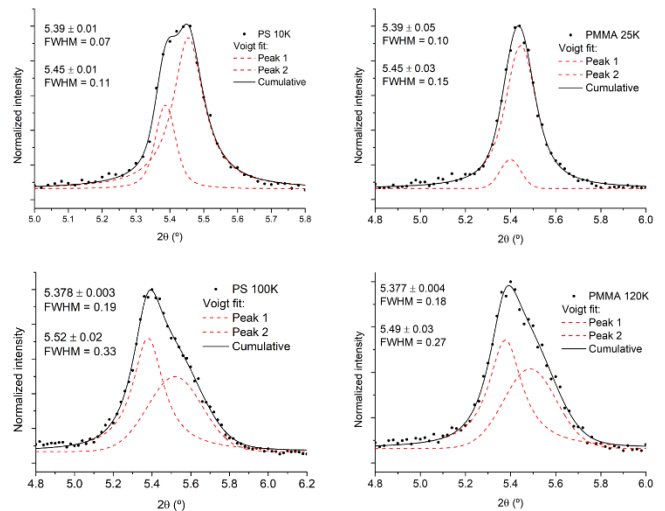 5.39 ± 0.01
FWHM = 0.07
5.45 ± 0.01
FWHM = 0.11
PS 10K
Voigt fit:
Peak 1
Peak 2
Cumulative
Normalized intensity
5.0 5.1 5.2 5.3 5.4 5.5 5.6 5.7 5.8
2θ (º)
5.39 ± 0.05
FWHM = 0.10
5.45 ± 0.03
FWHM = 0.15
PMMA 25K
Voigt fit:
Peak 1
Peak 2
Cumulative
Normalized intensity
4.8 5.0 5.2 5.4 5.6 5.8 6.0
2θ (º)
5.378 ± 0.003
FWHM = 0.19
5.52 ± 0.02
FWHM = 0.33
PS 100K
Voigt fit:
Peak 1
Peak 2
Cumulative
Normalized intensity
4.8 5.0 5.2 5.4 5.6 5.8 6.0 6.2
2θ (º)
5.377 ± 0.004
FWHM = 0.18
5.49 ± 0.03
FWHM = 0.27
PMMA 120K
Voigt fit:
Peak 1
Peak 2
Cumulative
Normalized intensity
4.8 5.0 5.2 5.4 5.6 5.8 6.0
2θ (º)